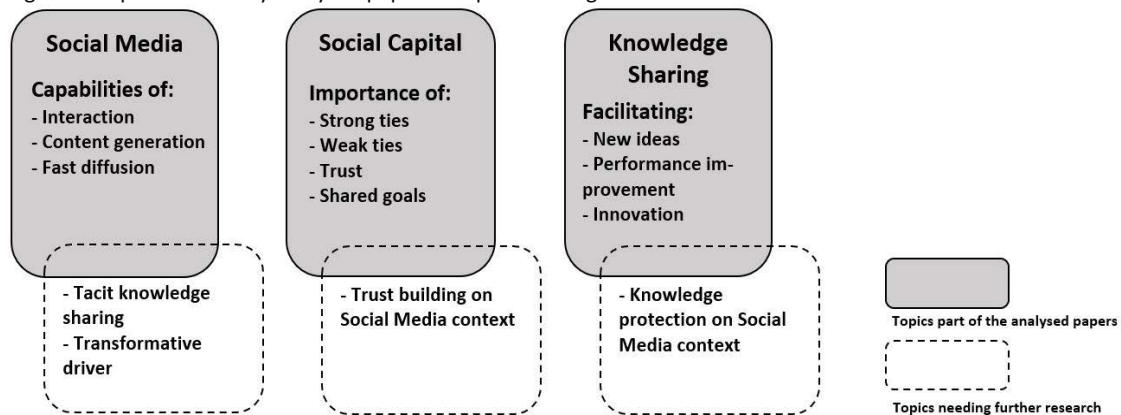 Social Media
Capabilities of:
- Interaction
- Content generation
- Fast diffusion
- Tacit knowledge
sharing
- Transformative
driver
Social Capital
Importance of:
- Strong ties
- Weak ties
- Trust
- Shared goals
- Trust building on
Social Media context
Knowledge
Sharing
Facilitating:
- New ideas
- Performance im-
provement
- Innovation
- Knowledge
protection on Social
Media context
Topics part of the analysed papers
Topics needing further research